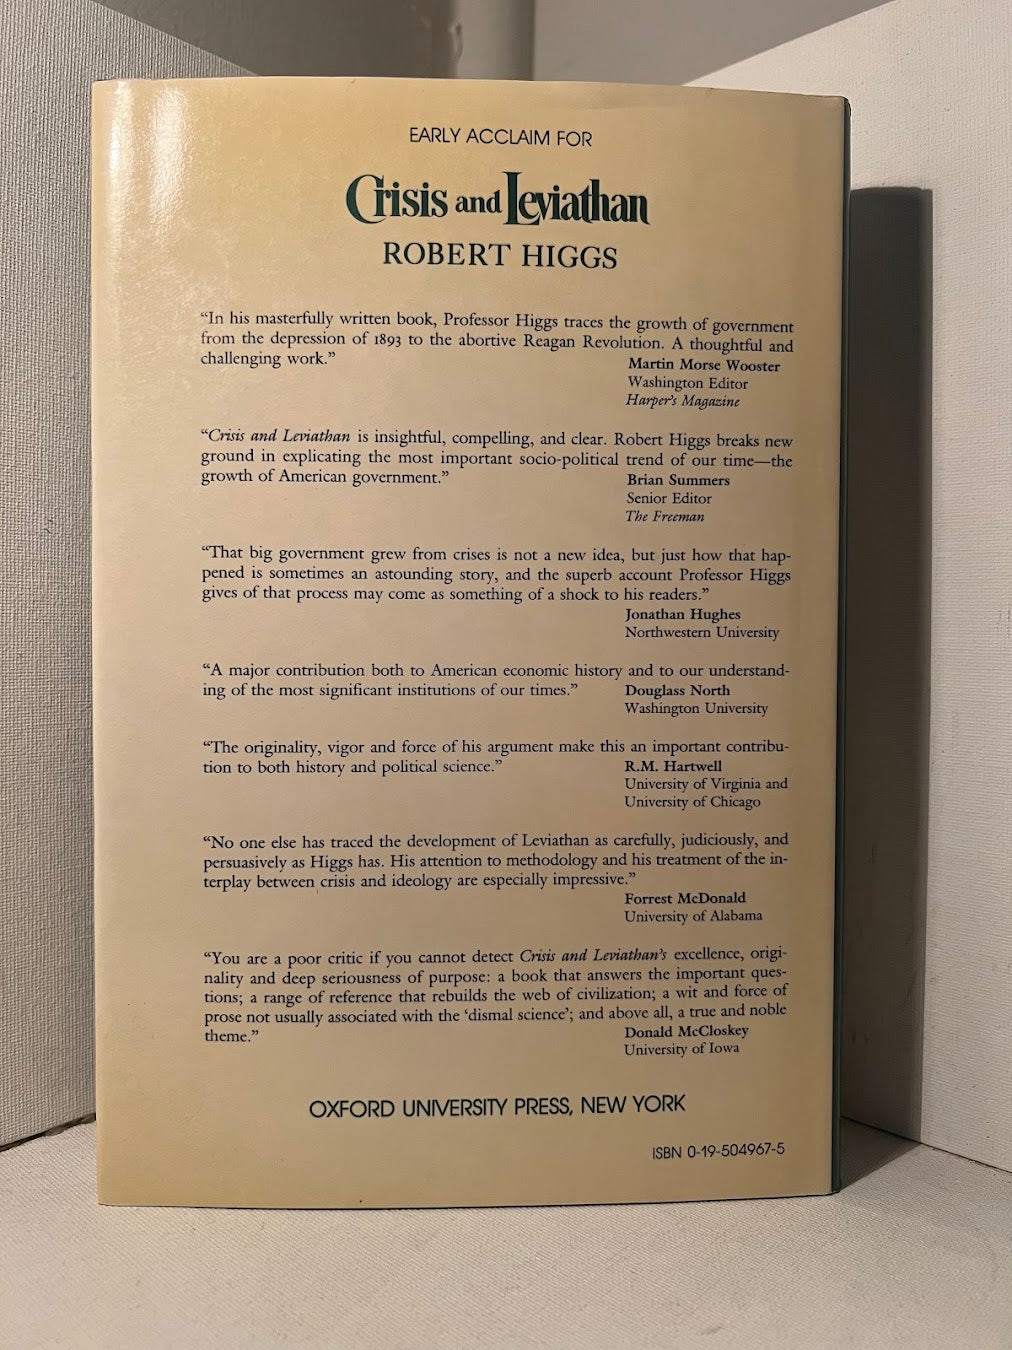 EARLY ACCLAIM FOR
Crisis and Leviathan
ROBERT HIGGS
“In his masterfully written book, Professor Higgs traces the growth of government
from the depression of 1893 to the abortive Reagan Revolution. A thoughtful and
challenging work.”
Martin Morse Wooster
Washington Editor
Harper's Magazine
“Crisis and Leviathan is insightful, compelling, and clear. Robert Higgs breaks new
ground in explicating the most important socio-political trend of our time—the
growth of American government.”
Brian Summers
Senior Editor
The Freeman
“That big government grew from crises is not a new idea, but just how that hap-
pened is sometimes an astounding story, and the superb account Professor Higgs
gives of that process may come as something of a shock to his readers.”
Jonathan Hughes
Northwestern University
“A major contribution both to American economic history and to our understand-
ing of the most significant institutions of our times.”
Douglass North
Washington University
“The originality, vigor and force of his argument make this an important contribu-
tion to both history and political science.”
R.M. Hartwell
University of Virginia and
University of Chicago
“No one else has traced the development of Leviathan as carefully, judiciously, and
persuasively as Higgs has. His attention to methodology and his treatment of the in-
terplay between crisis and ideology are especially impressive.”
Forrest McDonald
University of Alabama
“You are a poor critic if you cannot detect Crisis and Leviathan's excellence, origi-
nality and deep seriousness of purpose: a book that answers the important ques-
tions; a range of reference that rebuilds the web of civilization; a wit and force of
prose not usually associated with the ‘dismal science’; and above all, a true and noble
theme.”
Donald McCloskey
University of Iowa
OXFORD UNIVERSITY PRESS, NEW YORK
ISBN 0-19-504967-5